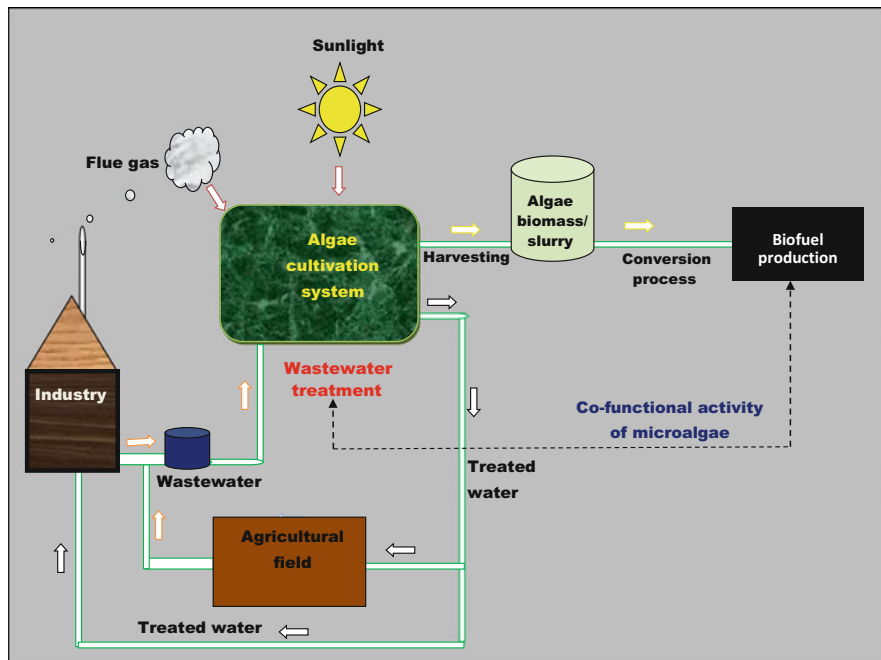 Sunlight
Flue gas
Algae
cultivation
system
Harvesting
Algae
biomass/
slurry
Conversion
process
Biofuel
production
Industry
Wastewater
treatment
Co-functional activity
of microalgae
Wastewater
Treated
water
Agricultural
field
Treated water